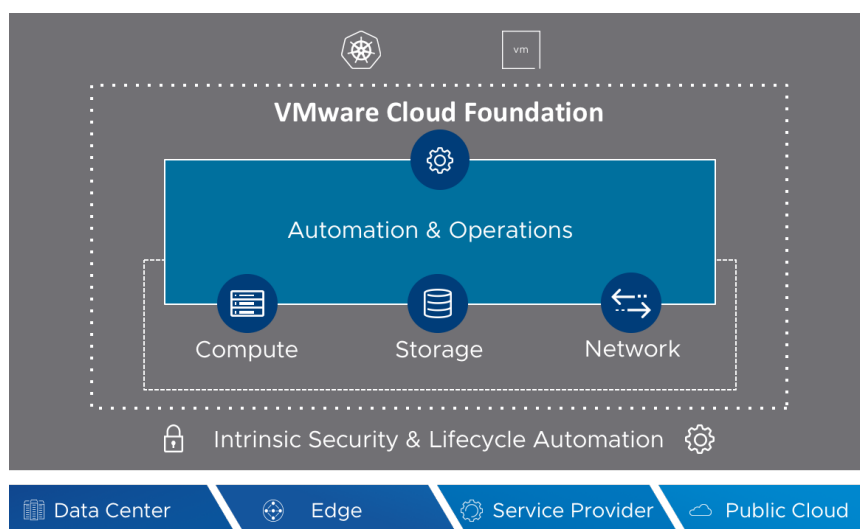 vm
VMware Cloud Foundation
Automation & Operations
Compute
Storage
Network
Intrinsic Security & Lifecycle Automation
Data Center
Edge
Service Provider
Public Cloud